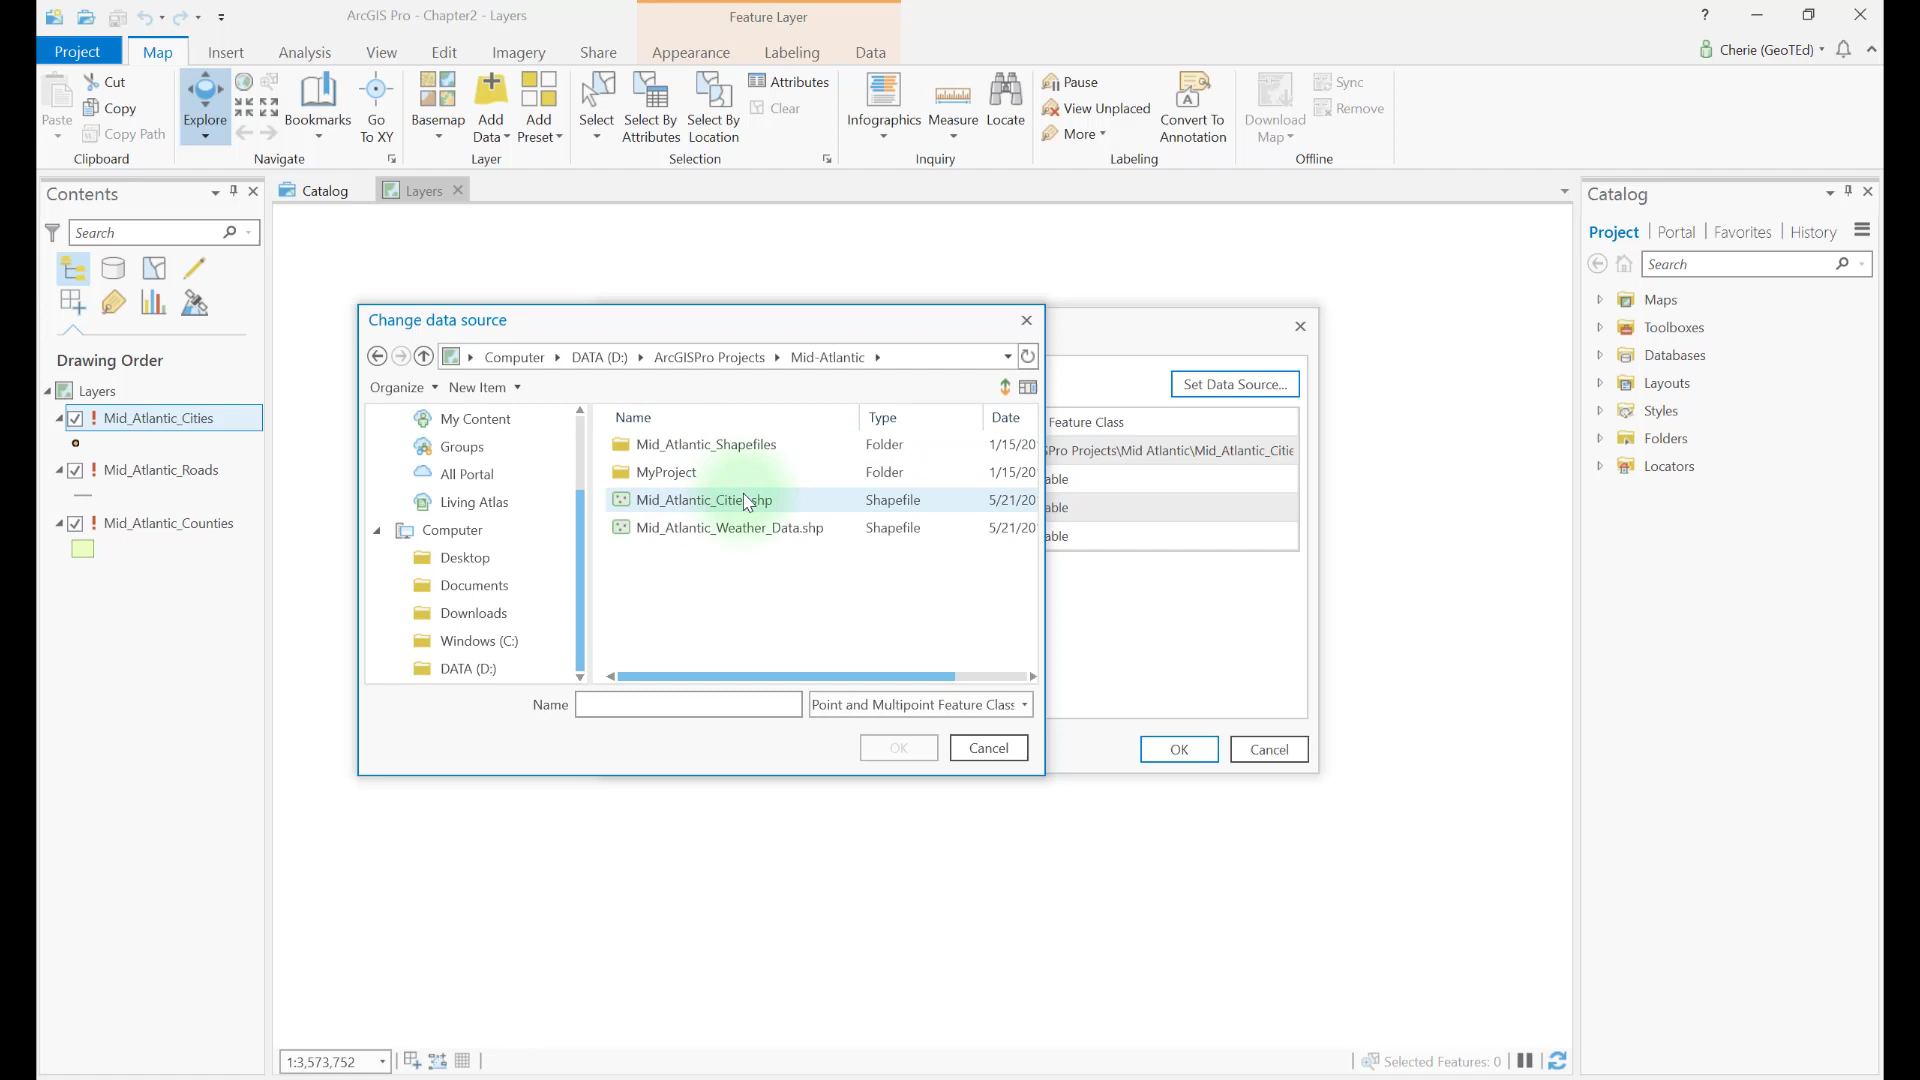 ArcGIS Pro - Chapter2 - Layers
Feature Layer
?
Project
Map
Insert
Analysis
View
Edit
Imagery
Share
Appearance
Labeling
Data
Cherie (GeoTEd)
Paste
Cut
Copy
Copy Path
Clipboard
Explore
Bookmarks
Go
To XY
Navigate
Basemap
Add
Data
Add
Preset
Layer
Select
Select By
Attributes
Select By
Location
Attributes
Clear
Selection
Infographics
Measure
Locate
Inquiry
Pause
View Unplaced
More
Convert To
Annotation
Labeling
Download
Map
Sync
Remove
Offline
Contents
Search
Drawing Order
Layers
Mid_Atlantic_Cities
Mid_Atlantic_Roads
Mid_Atlantic_Counties
Catalog
Layers
Change data source
Computer
DATA (D:)
ArcGISPro Projects
Mid-Atlantic
Organize
New Item
My Content
Groups
All Portal
Living Atlas
Computer
Desktop
Documents
Downloads
Windows (C:)
DATA (D:)
Name
Type
Date
Mid_Atlantic_Shapefiles
Folder
1/15/20
MyProject
Folder
1/15/20
Mid_Atlantic_Cities.shp
Shapefile
5/21/20
Mid_Atlantic_Weather_Data.shp
Shapefile
5/21/20
Name
Point and Multipoint Feature Class
OK
Cancel
Set Data Source...
Feature Class
Pro Projects\Mid Atlantic\Mid_Atlantic_Citie
able
able
able
OK
Cancel
Catalog
Project
Portal
Favorites
History
Search
Maps
Toolboxes
Databases
Layouts
Styles
Folders
Locators
1:3,573,752
Selected Features: 0